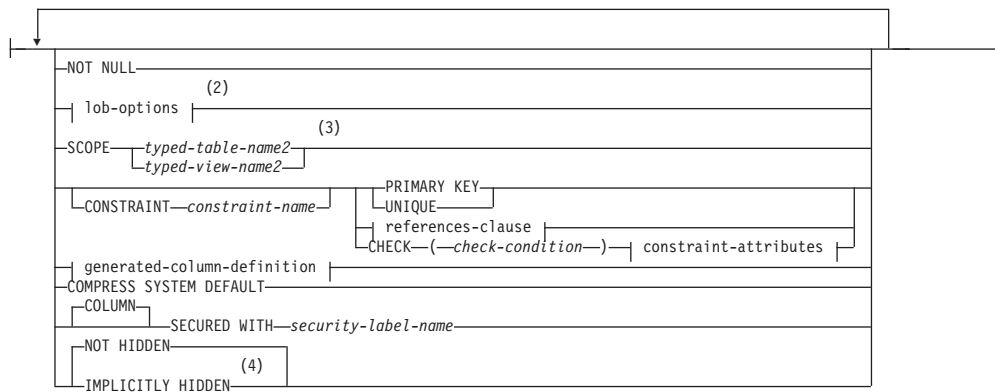 NOT NULL
(2)
lob-options
(3)
SCOPE typed-table-name2
typed-view-name2
PRIMARY KEY
CONSTRAINT constraint-name UNIQUE
references-clause
CHECK ( check-condition ) constraint-attributes
generated-column-definition
COMPRESS SYSTEM DEFAULT
COLUMN
SECURED WITH security-label-name
NOT HIDDEN
(4)
IMPLICITLY HIDDEN